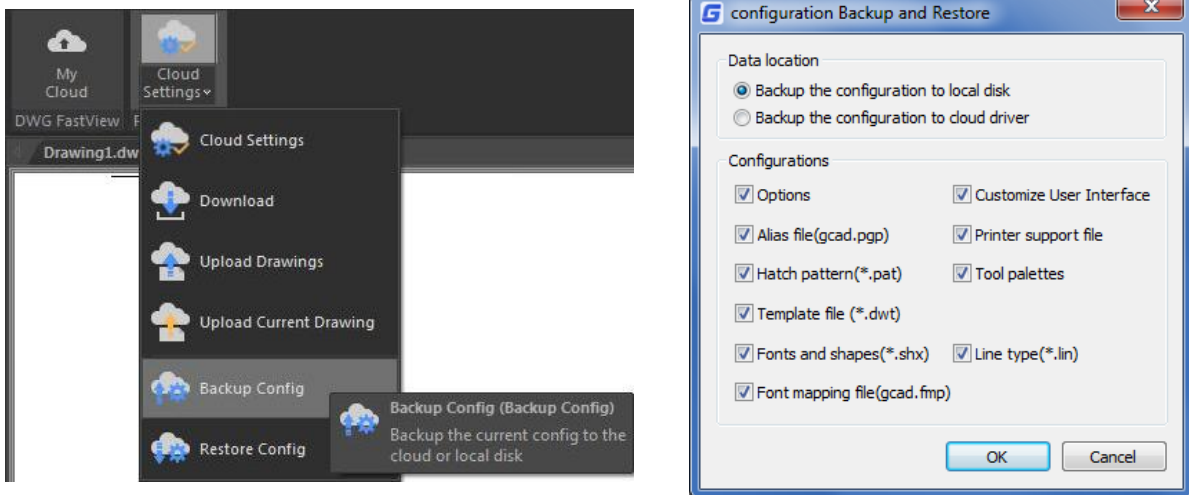 My
Cloud
Cloud
Settings
DWG FastView
Drawing1.dw
Cloud Settings
Download
Upload Drawings
Upload Current Drawing
Backup Config
Restore Config
Backup Config (Backup Config)
Backup the current config to the
cloud or local disk
G configuration Backup and Restore
Data location
Backup the configuration to local disk
Backup the configuration to cloud driver
Configurations
Options
Customize User Interface
Alias file(gcad.pgp)
Printer support file
Hatch pattern(*.pat)
Tool palettes
Template file (*.dwt)
Fonts and shapes(*.shx)
Line type(*.lin)
Font mapping file(gcad.fmp)
OK
Cancel